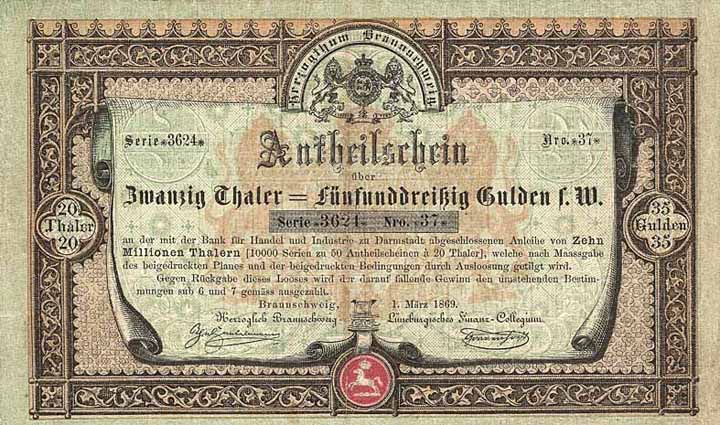 Herzogthum Braunschweig
Serie *3624*
Nro. *37*
Antheilschein
über
Zwanzig Thaler = Fünfunddreißig Gulden s. W.
Serie *3624* Nro. *37*
20 Thaler 20
35 Gulden 35
an der mit der Bank für Handel und Industrie zu Darmstadt abgeschlossenen Anleihe von Zehn
Millionen Thalern [10000 Serien zu 50 Antheilscheinen à 20 Thaler], welche nach Maassgabe
des beigedruckten Planes und der beigedruckten Bedingungen durch Ausloosung getilgt wird.
Gegen Rückgabe dieses Looses wird der darauf fallende Gewinn den umstehenden Bestim-
mungen sub 6 und 7 gemäss ausgezahlt.
Braunschweig, 1. März 1869.
Herzoglich Braunschweig- Lüneburgisches Finanz-Collegium.